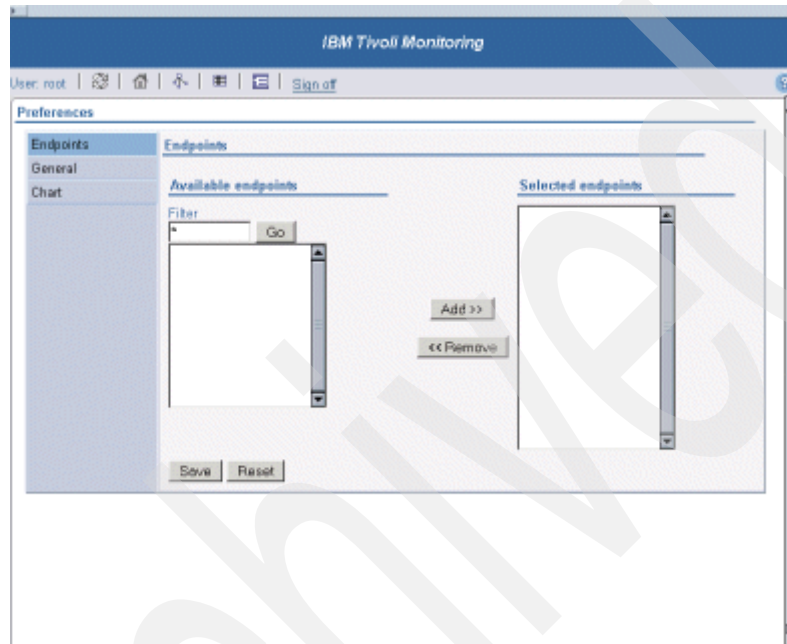 IBM Tivoli Monitoring
User: root | | | | | | Sign off
Preferences
Endpoints
General
Chart
Endpoints
Available endpoints
Selected endpoints
Filter
*
Go
Add >>
<< Remove
Save
Reset